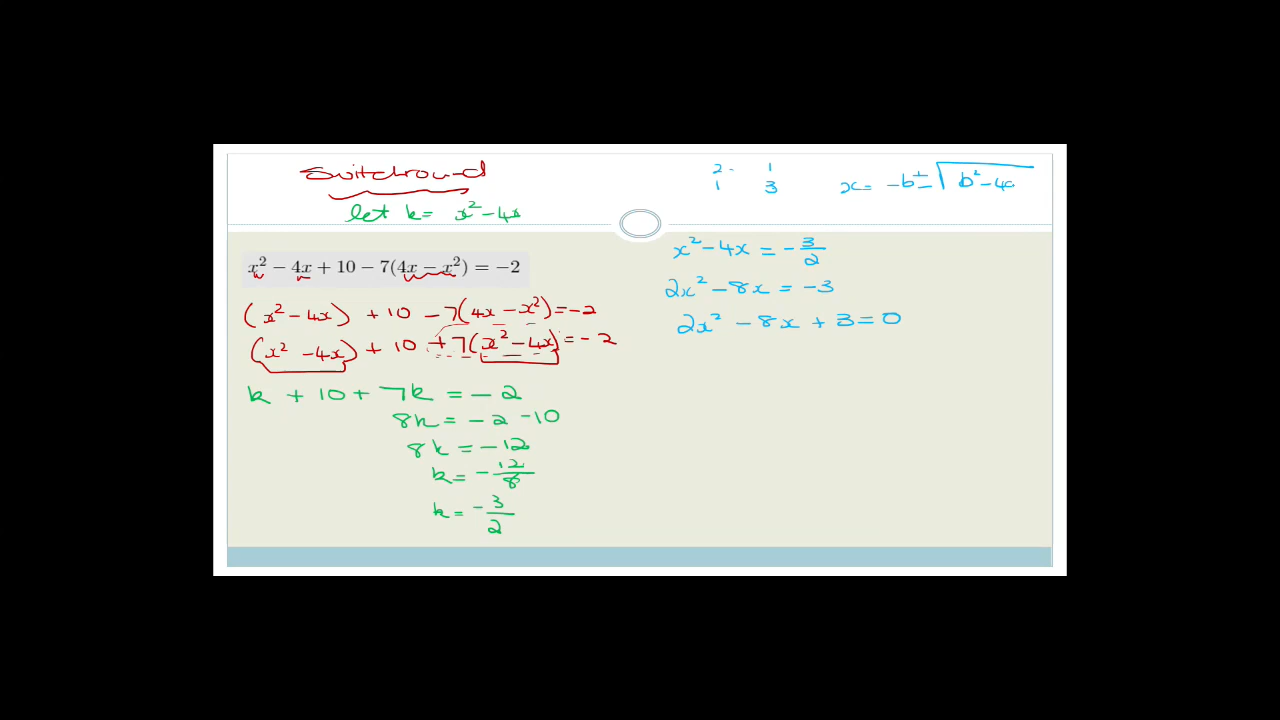 Switchround
let k = x² - 4x
x² − 4x + 10 − 7(4x − x²) = −2
(x² - 4x) + 10 - 7(4x - x²) = -2
(x² - 4x) + 10 + 7(x² - 4x) = -2
k + 10 + 7k = -2
8k = -2 -10
8k = -12
k = -12/8
k = -3/2
2 1
1 3
x = -b ± √b² - 4a
x² - 4x = -3/2
2x² - 8x = -3
2x² - 8x + 3 = 0